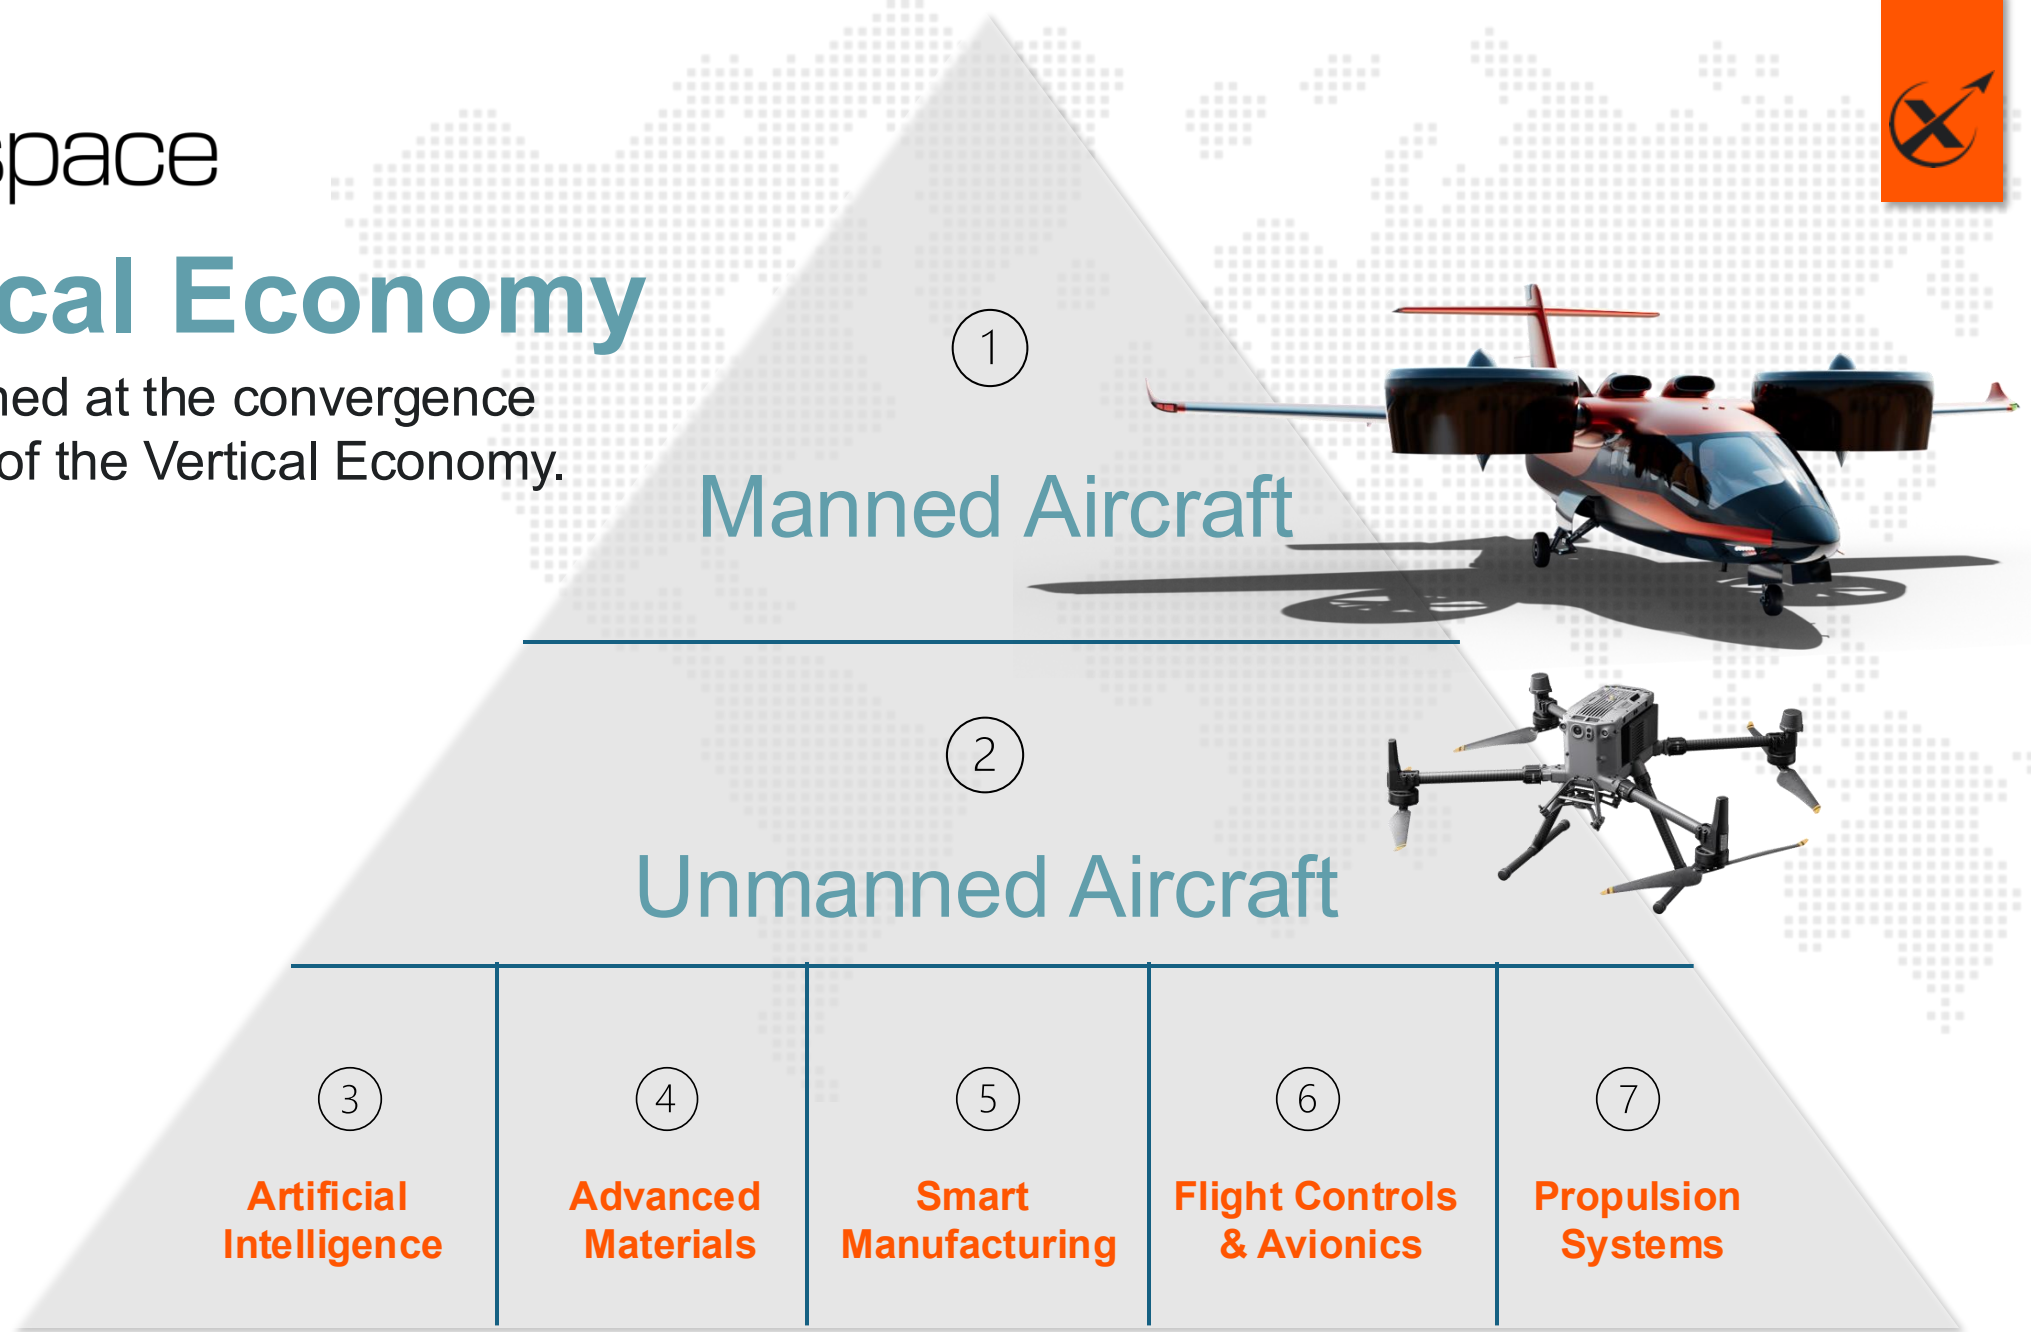 space
cal Economy
ned at the convergence
of the Vertical Economy.
1
Manned Aircraft
2
Unmanned Aircraft
3
4
5
6
7
Artificial
Intelligence
Advanced
Materials
Smart
Manufacturing
Flight Controls
& Avionics
Propulsion
Systems